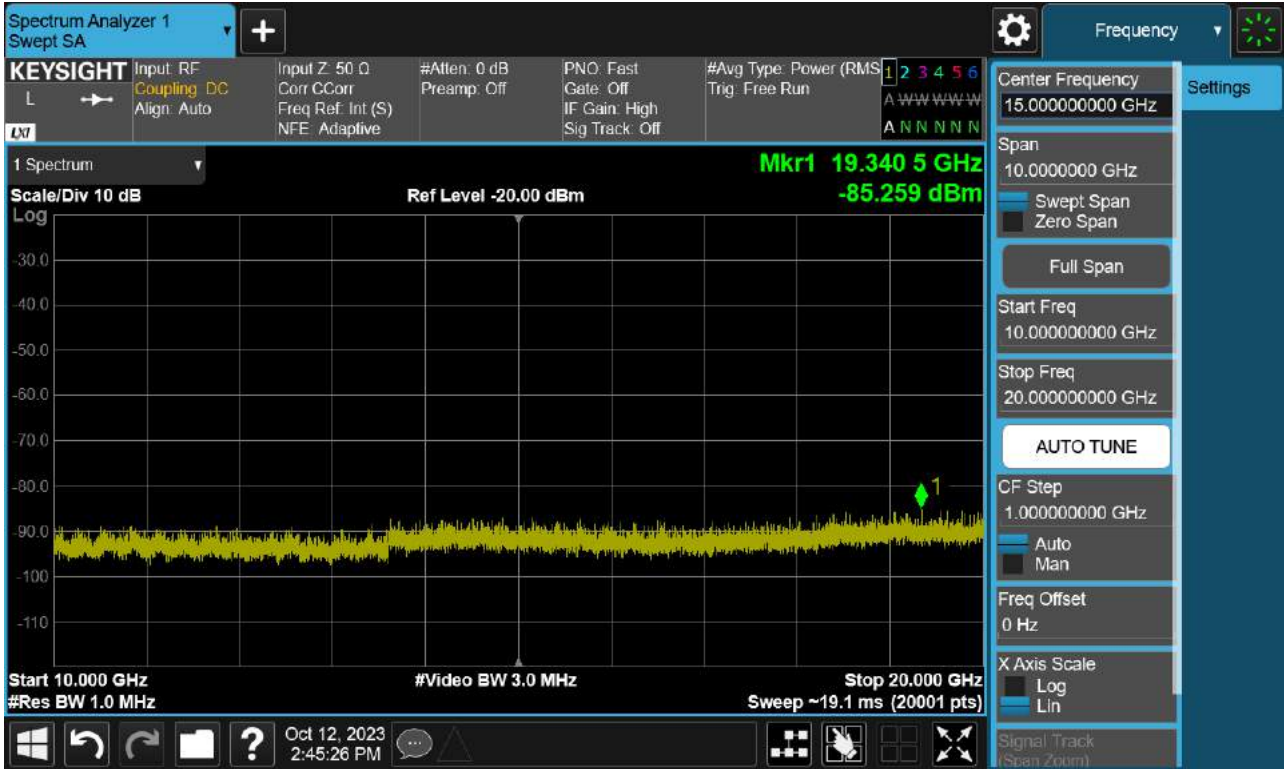 Spectrum Analyzer 1
Swept SA
+
Frequency
KEYSIGHT
L
LXI
Input: RF
Coupling: DC
Align: Auto
Input Z: 50 Ω
Corr CCorr
Freq Ref: Int (S)
NFE: Adaptive
#Atten: 0 dB
Preamp: Off
PNO: Fast
Gate: Off
IF Gain: High
Sig Track: Off
#Avg Type: Power (RMS
Trig: Free Run
1 2 3 4 5 6
A W W W W W
A N N N N N
1 Spectrum
Scale/Div 10 dB
Log
Ref Level -20.00 dBm
Mkr1 19.340 5 GHz
-85.259 dBm
-30.0
-40.0
-50.0
-60.0
-70.0
-80.0
-90.0
-100
-110
1
Start 10.000 GHz
#Res BW 1.0 MHz
#Video BW 3.0 MHz
Stop 20.000 GHz
Sweep ~19.1 ms (20001 pts)
Center Frequency
15.000000000 GHz
Settings
Span
10.0000000 GHz
Swept Span
Zero Span
Full Span
Start Freq
10.000000000 GHz
Stop Freq
20.000000000 GHz
AUTO TUNE
CF Step
1.000000000 GHz
Auto
Man
Freq Offset
0 Hz
X Axis Scale
Log
Lin
Signal Track
(Span Zoom)
?
Oct 12, 2023
2:45:26 PM